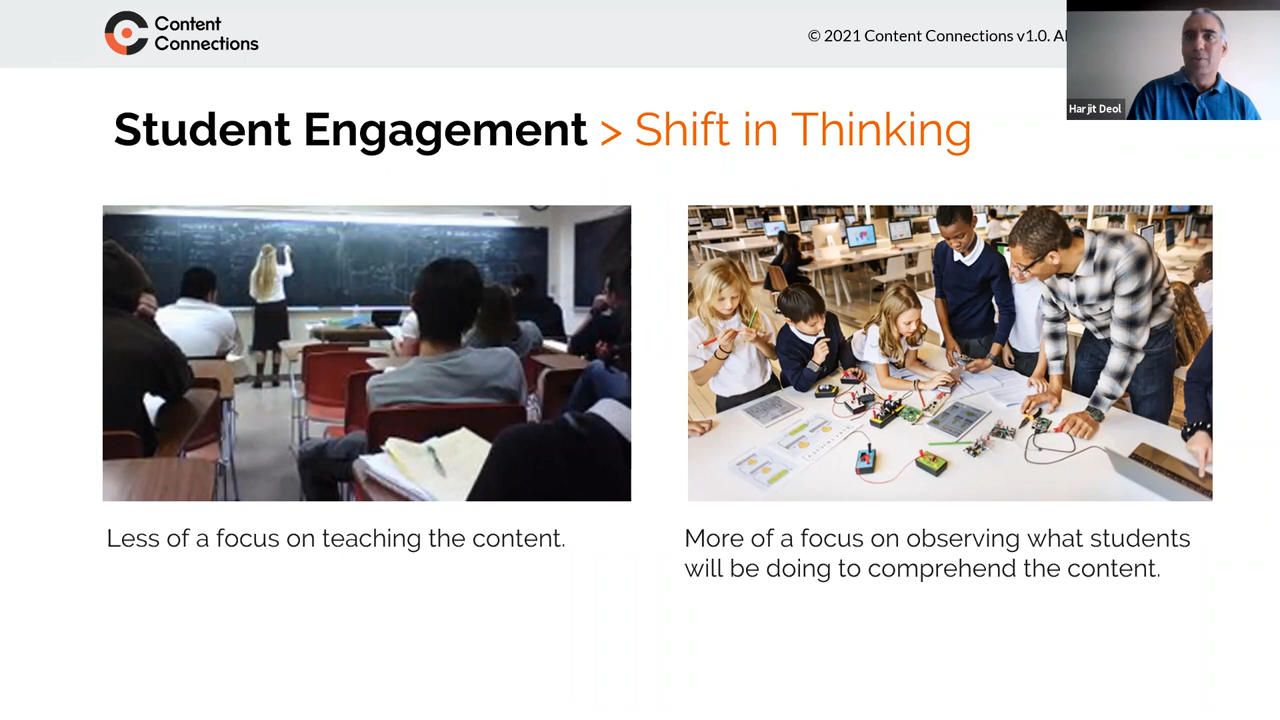 Content
Connections
© 2021 Content Connections v1.0. Al
Harjit Deol
Student Engagement > Shift in Thinking
Less of a focus on teaching the content.
More of a focus on observing what students
will be doing to comprehend the content.